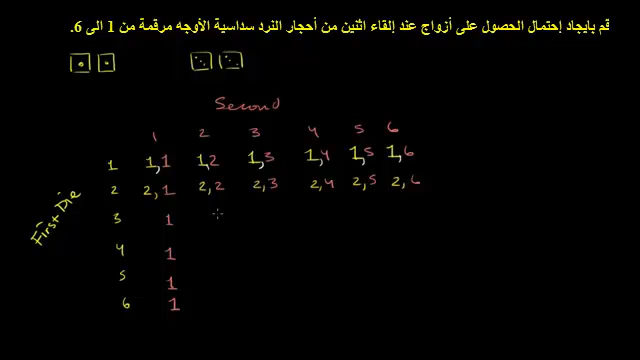 قم بايجاد إحتمال الحصول على أزواج عند إلقاء اثنين من أحجار النرد سداسية الأوجه مرقمة من 1 الى 6.
Second
1 2 3 4 5 6
1 1,1 1,2 1,3 1,4 1,5 1,6
2 2,1 2,2 2,3 2,4 2,5 2,6
First Die
3 1
4 1
5 1
6 1